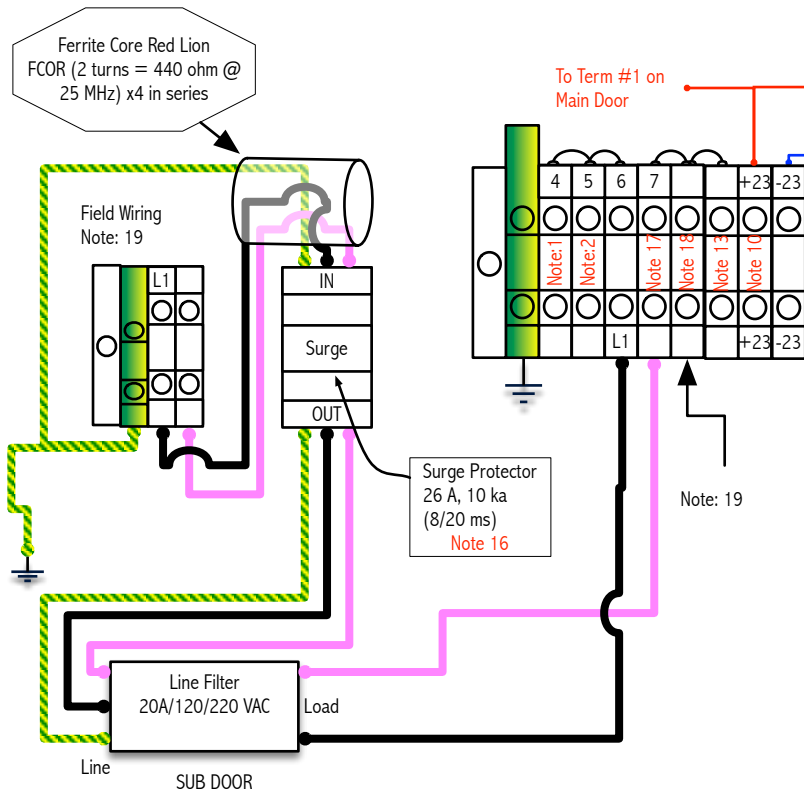 Ferrite Core Red Lion
FCOR (2 turns = 440 ohm @
25 MHz) x4 in series
To Term #1 on
Main Door
4 5 6 7 +23 -23
Field Wiring
Note: 19
L1
Note:1
Note:2
Note 17
Note 18
Note 13
Note 10
IN
Surge
OUT
L1 +23 -23
Surge Protector
26 A, 10 ka
(8/20 ms)
Note 16
Note: 19
Line Filter
20A/120/220 VAC
Load
Line
SUB DOOR